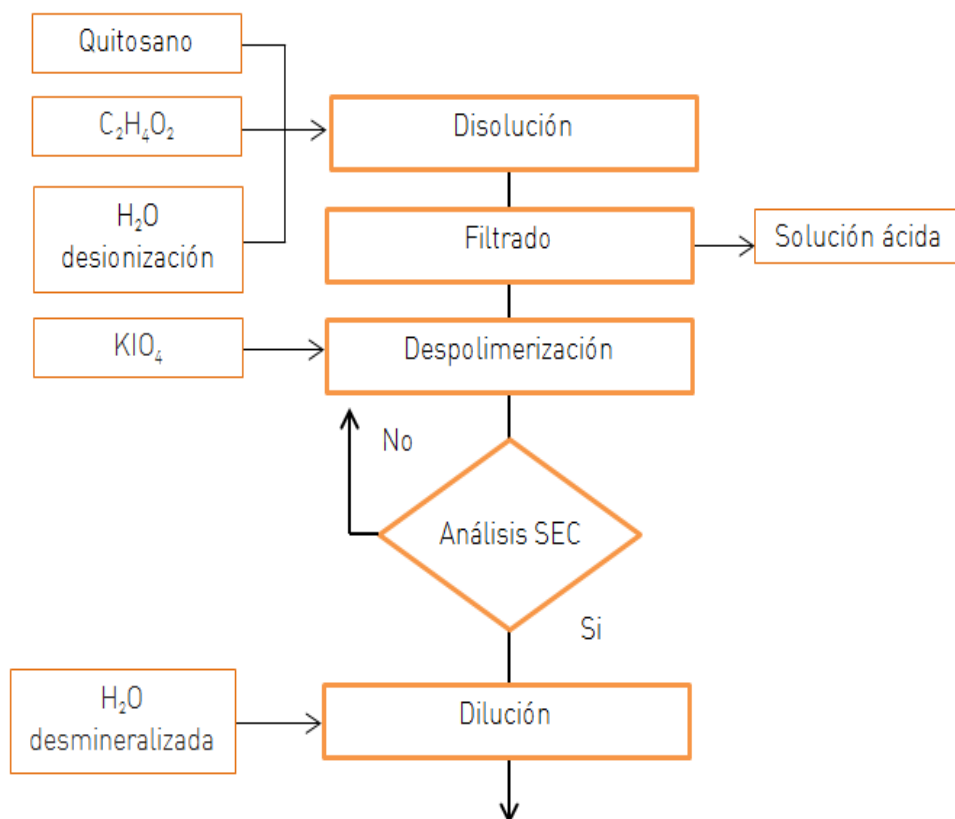 Quitosano
C₂H₄O₂
Disolución
H₂O
desionización
Filtrado
Solución ácida
KIO₄
Despolimerización
No
Análisis SEC
Si
H₂O
desmineralizada
Dilución